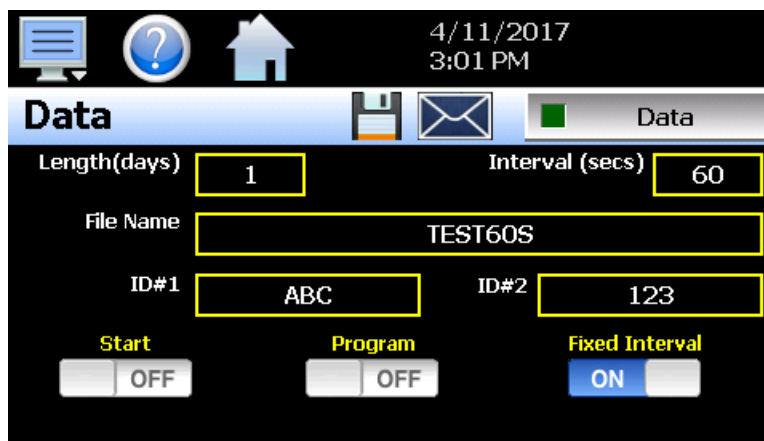 4/11/2017
3:01 PM
Data
Data
Length(days)
1
Interval (secs)
60
File Name
TEST60S
ID#1
ABC
ID#2
123
Start
Program
Fixed Interval
OFF
OFF
ON